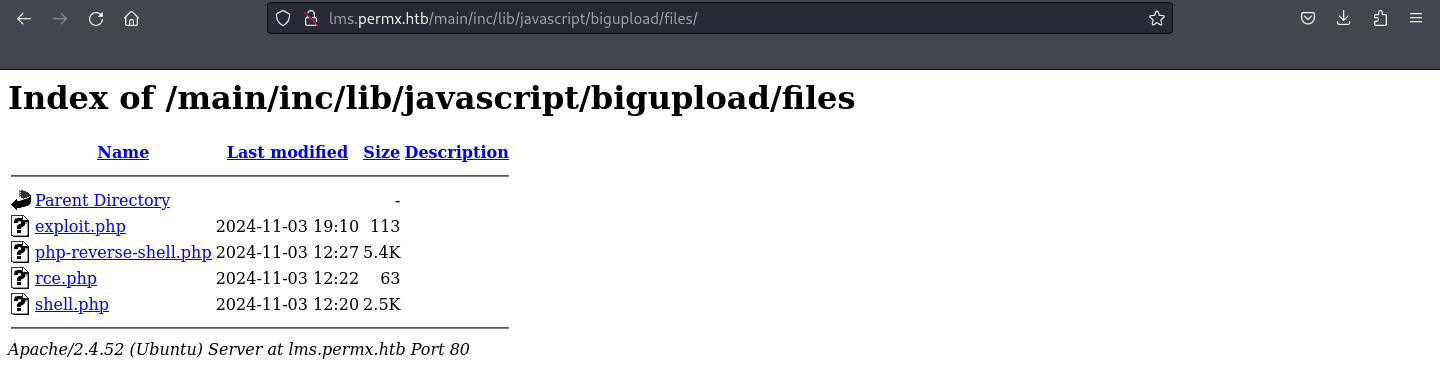 lms.permx.htb/main/inc/lib/javascript/bigupload/files/
Index of /main/inc/lib/javascript/bigupload/files
Name Last modified Size Description
Parent Directory -
exploit.php 2024-11-03 19:10 113
php-reverse-shell.php 2024-11-03 12:27 5.4K
rce.php 2024-11-03 12:22 63
shell.php 2024-11-03 12:20 2.5K
Apache/2.4.52 (Ubuntu) Server at lms.permx.htb Port 80